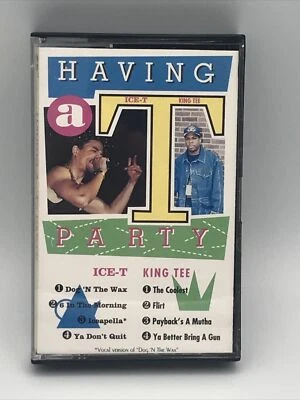 HAVING
ICE-T KING TEE
a T
PARTY
ICE-T KING TEE
1 Dog 'N The Wax
2 6 In The Morning
3 Iceapella*
4 Ya Don't Quit
1 The Coolest
2 Flirt
3 Payback's A Mutha
4 Ya Better Bring A Gun
*Vocal version of "Dog 'N The Wax"